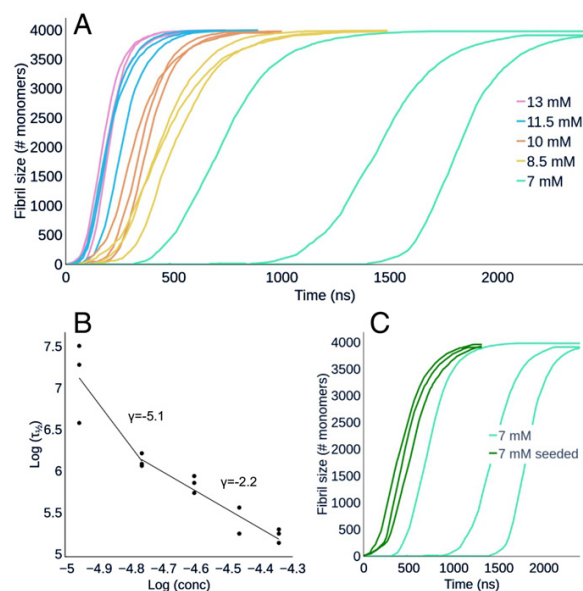 A
Fibril size (# monomers)
4000
3500
3000
2500
2000
1500
1000
500
0
0
500
1000
1500
2000
Time (ns)
13 mM
11.5 mM
10 mM
8.5 mM
7 mM
B
Log (τ½)
7.5
7
6.5
6
5.5
5
γ=-5.1
γ=-2.2
−5 −4.9 −4.8 −4.7 −4.6 −4.5 −4.4 −4.3
Log (conc)
C
Fibril size (# monomers)
4000
3500
3000
2500
2000
1500
1000
500
0
0 500 1000 1500 2000
Time (ns)
7 mM
7 mM seeded